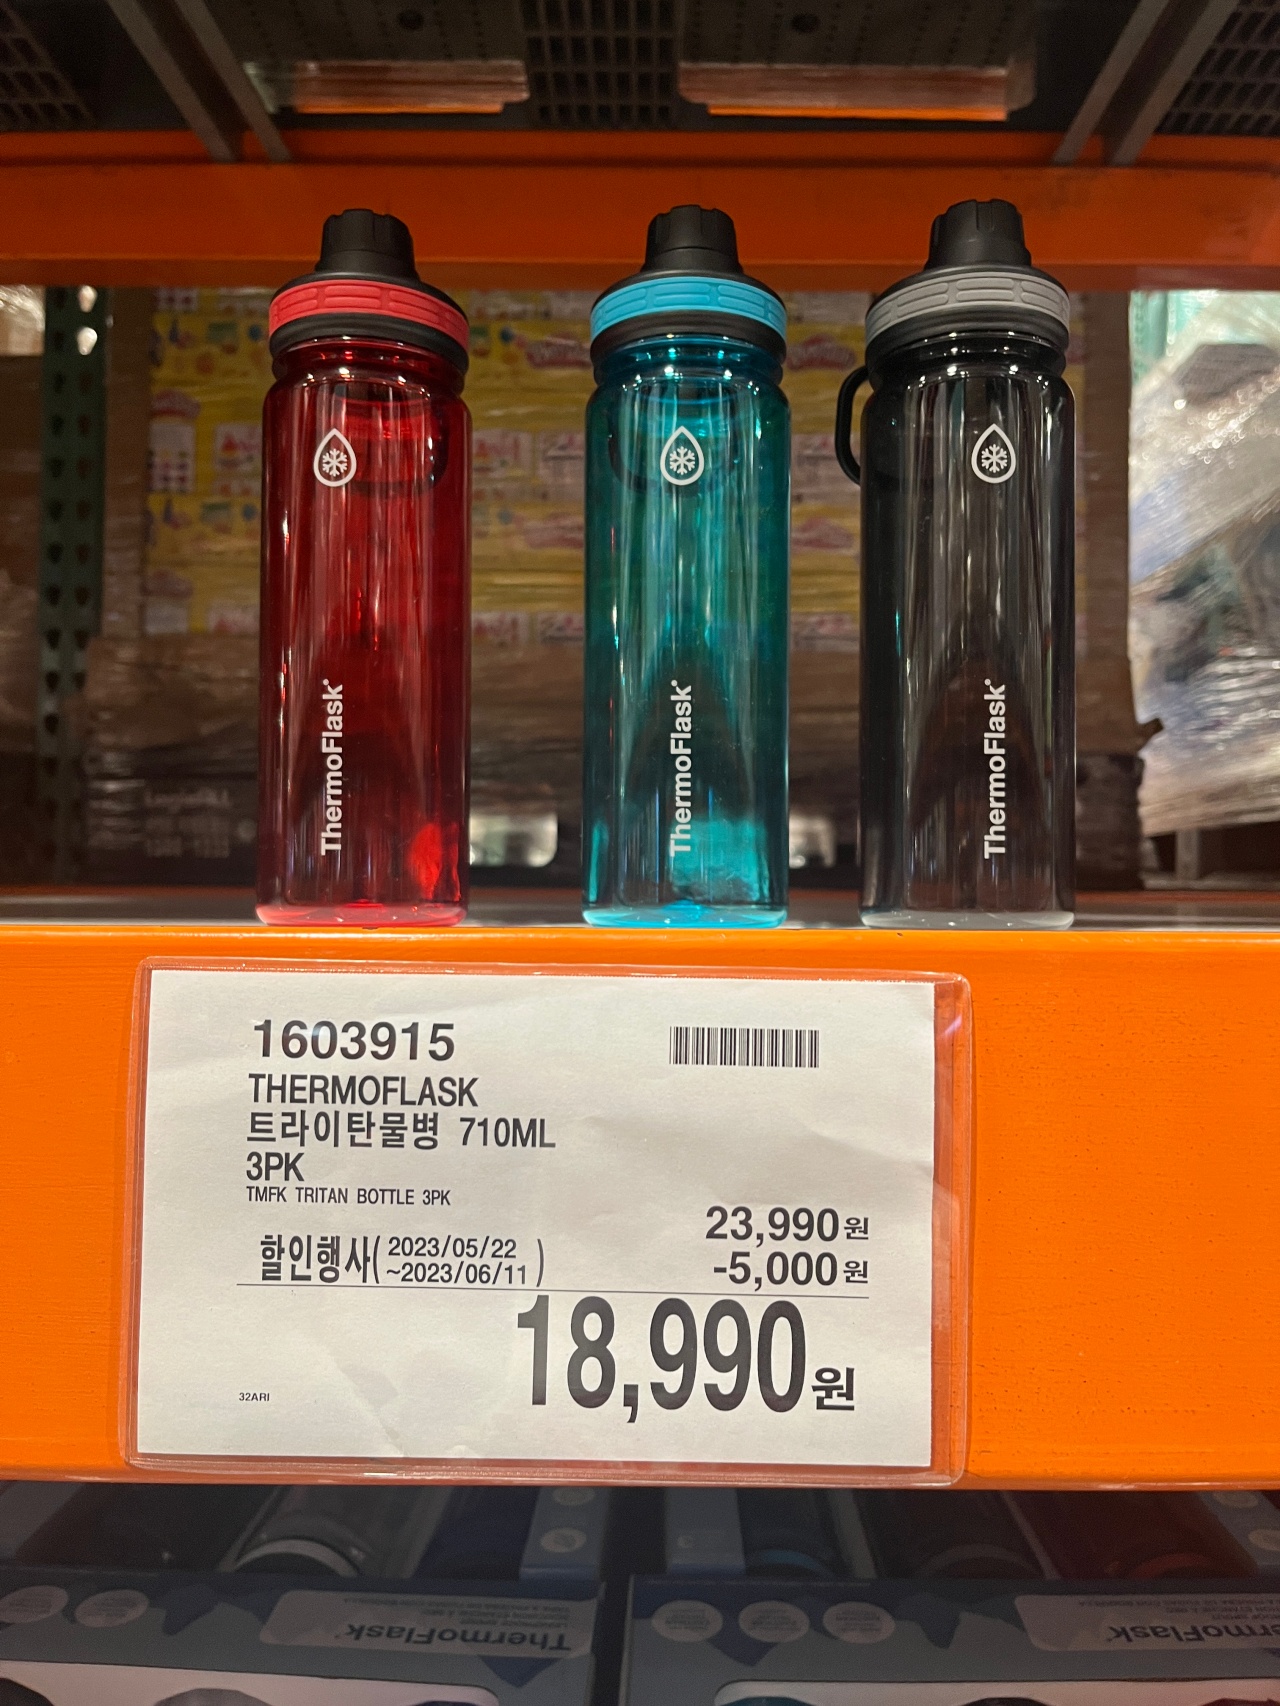 ThermoFlask
ThermoFlask
ThermoFlask
1603915
THERMOFLASK
트라이탄물병 710ML
3PK
TMFK TRITAN BOTTLE 3PK
23,990원
할인행사( 2023/05/22 ~2023/06/11 )
-5,000원
18,990원
32ARI
ThermoFlask